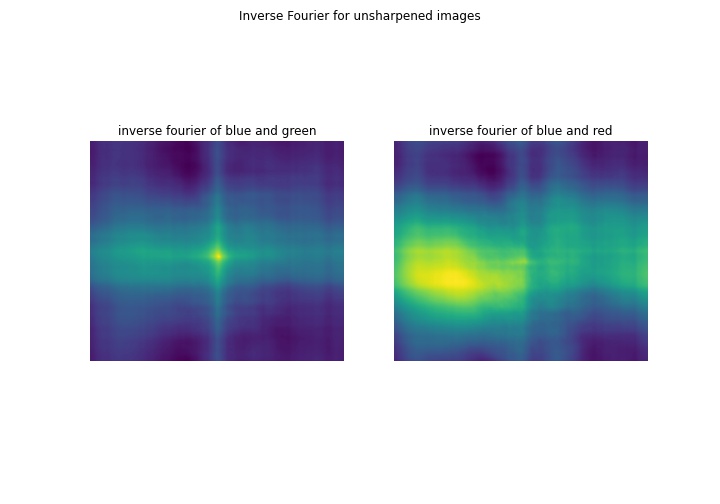 Inverse Fourier for unsharpened images
inverse fourier of blue and green
inverse fourier of blue and red